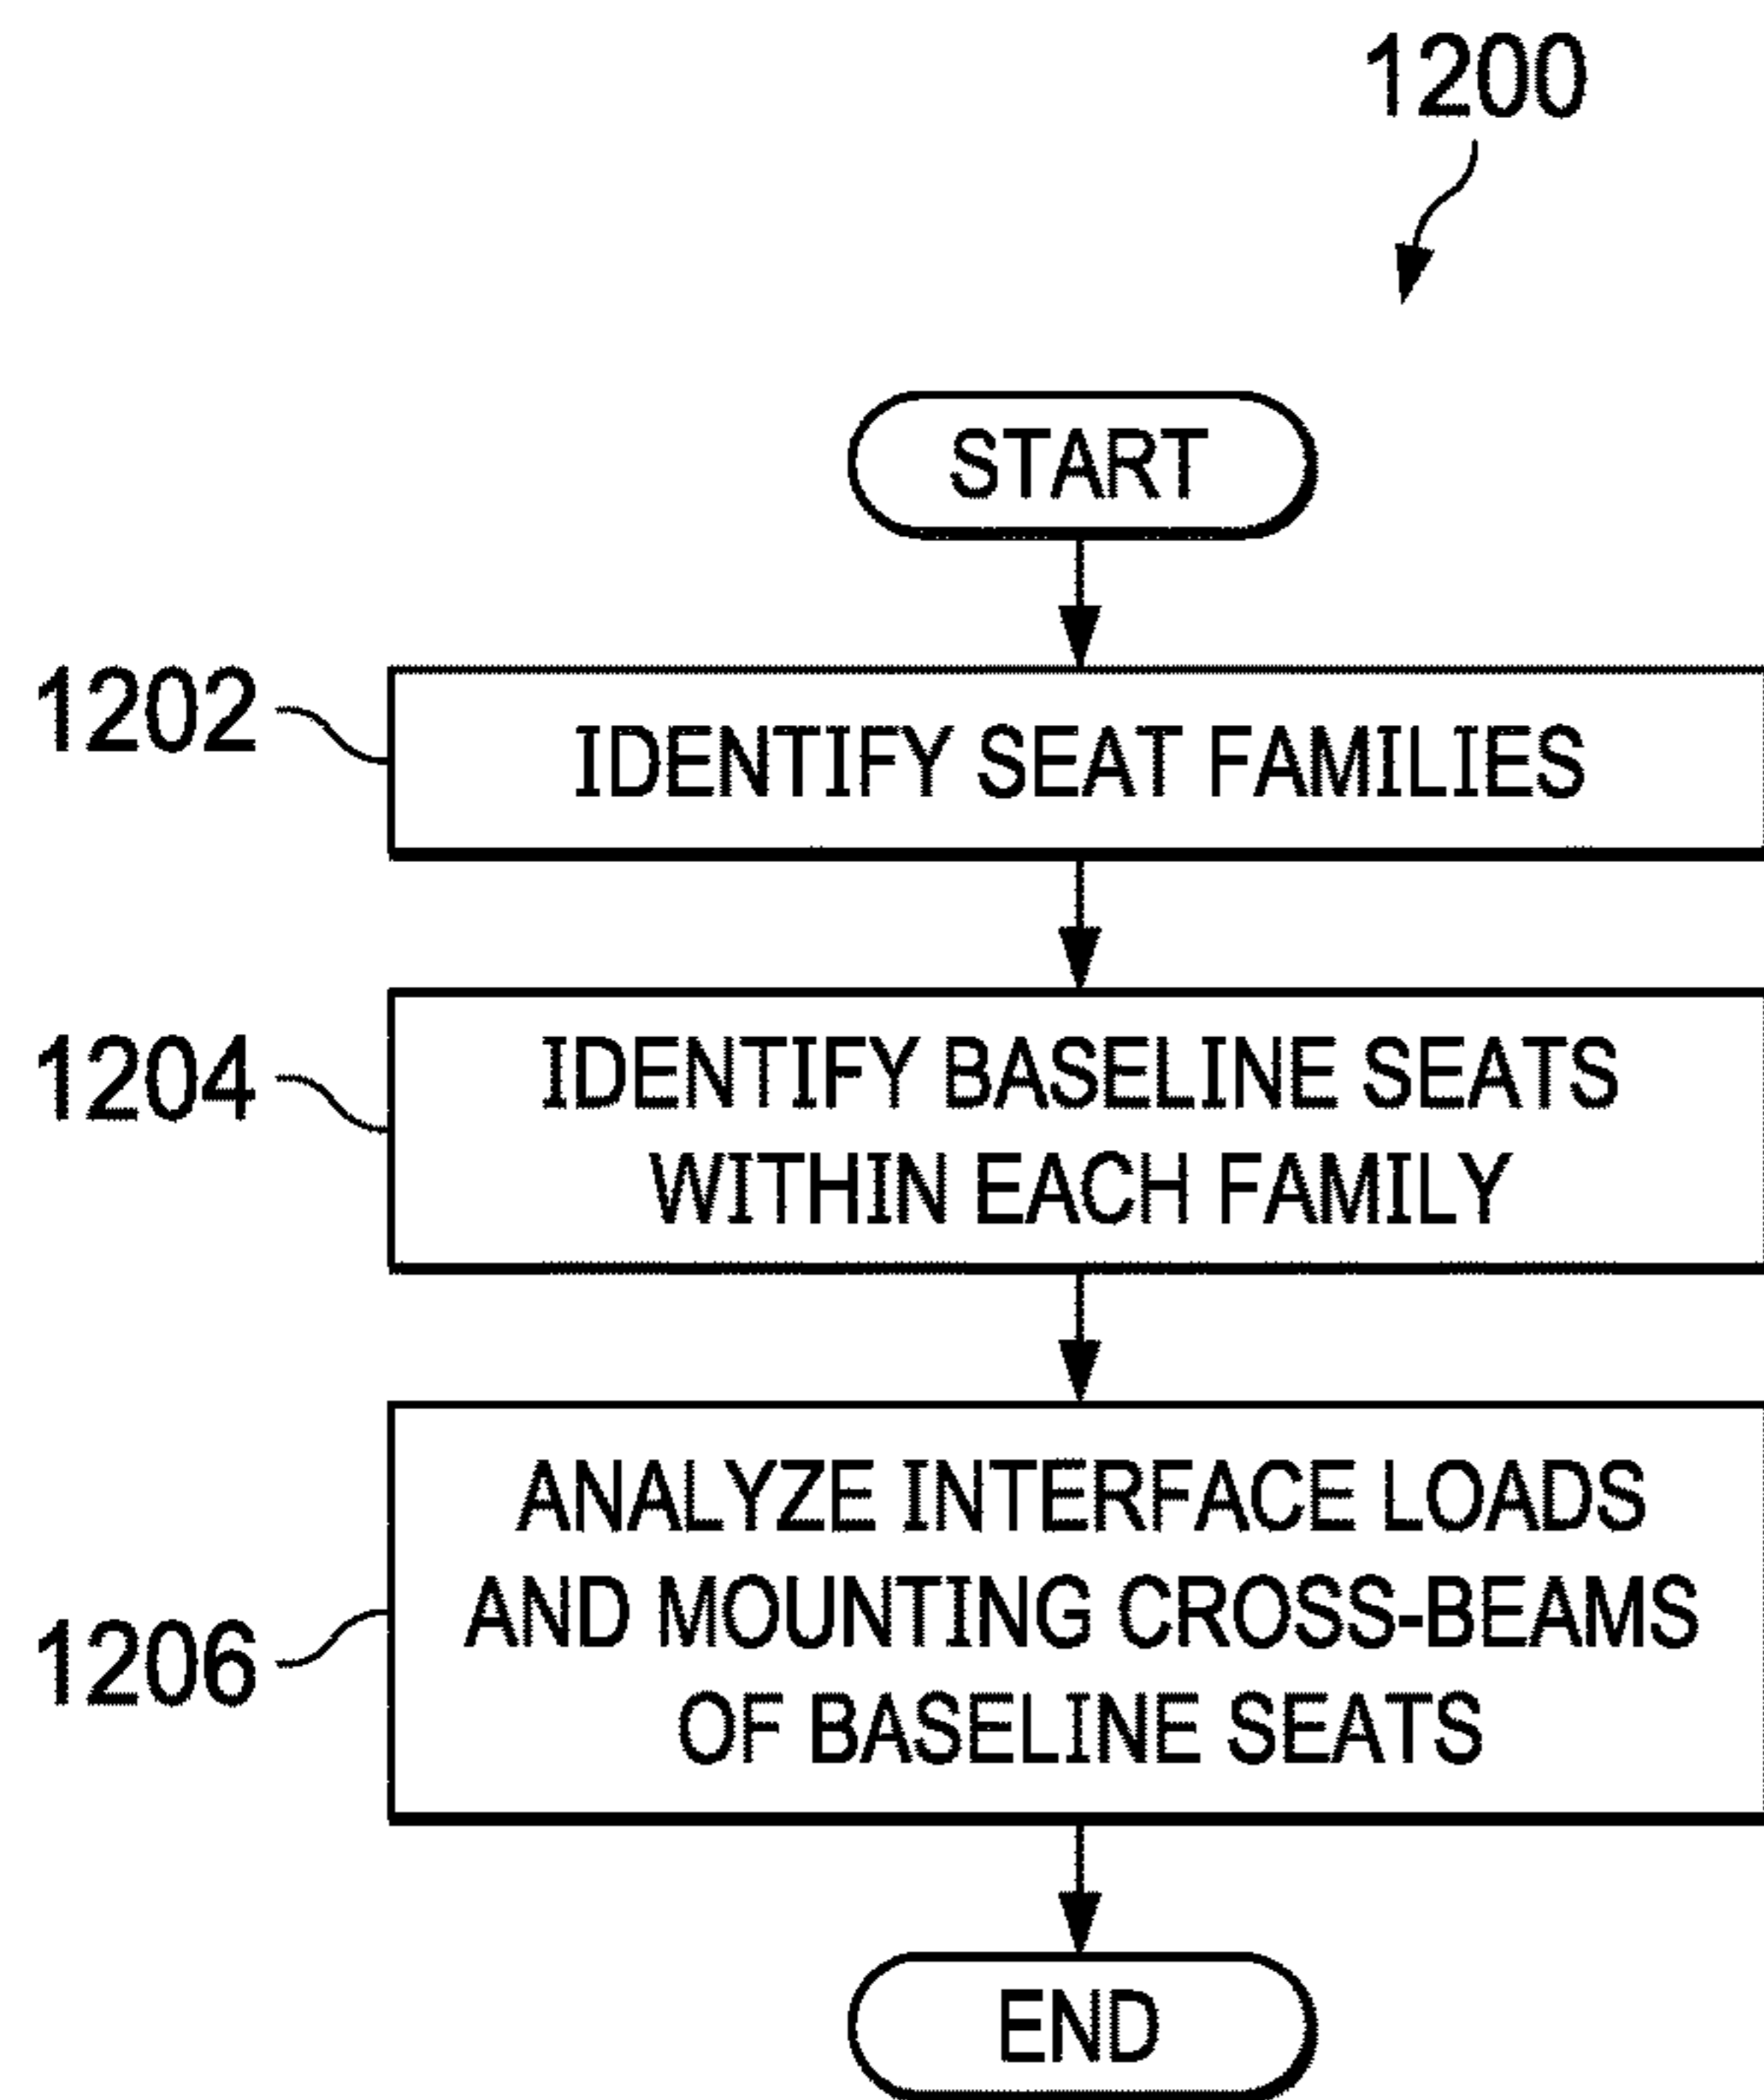 1200
START
1202
IDENTIFY SEAT FAMILIES
1204
IDENTIFY BASELINE SEATS
WITHIN EACH FAMILY
1206
ANALYZE INTERFACE LOADS
AND MOUNTING CROSS-BEAMS
OF BASELINE SEATS
END